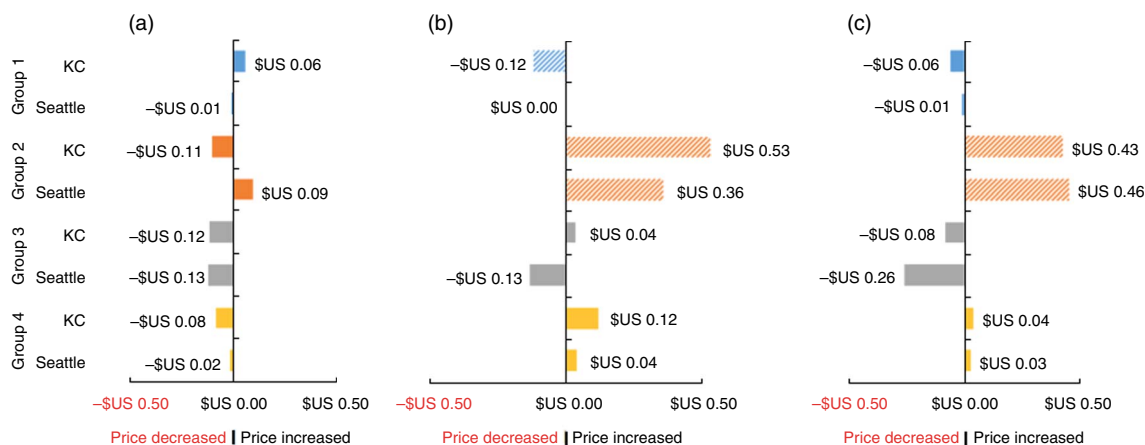 (a)
(b)
(c)
Group 1
KC
$US 0.06
–$US 0.12
–$US 0.06
Seattle
–$US 0.01
$US 0.00
–$US 0.01
Group 2
KC
–$US 0.11
$US 0.53
$US 0.43
Seattle
$US 0.09
$US 0.36
$US 0.46
Group 3
KC
–$US 0.12
$US 0.04
–$US 0.08
Seattle
–$US 0.13
–$US 0.13
–$US 0.26
Group 4
KC
–$US 0.08
$US 0.12
$US 0.04
Seattle
–$US 0.02
$US 0.04
$US 0.03
–$US 0.50 $US 0.00 $US 0.50
–$US 0.50 $US 0.00 $US 0.50
–$US 0.50 $US 0.00 $US 0.50
Price decreased | Price increased
Price decreased | Price increased
Price decreased | Price increased